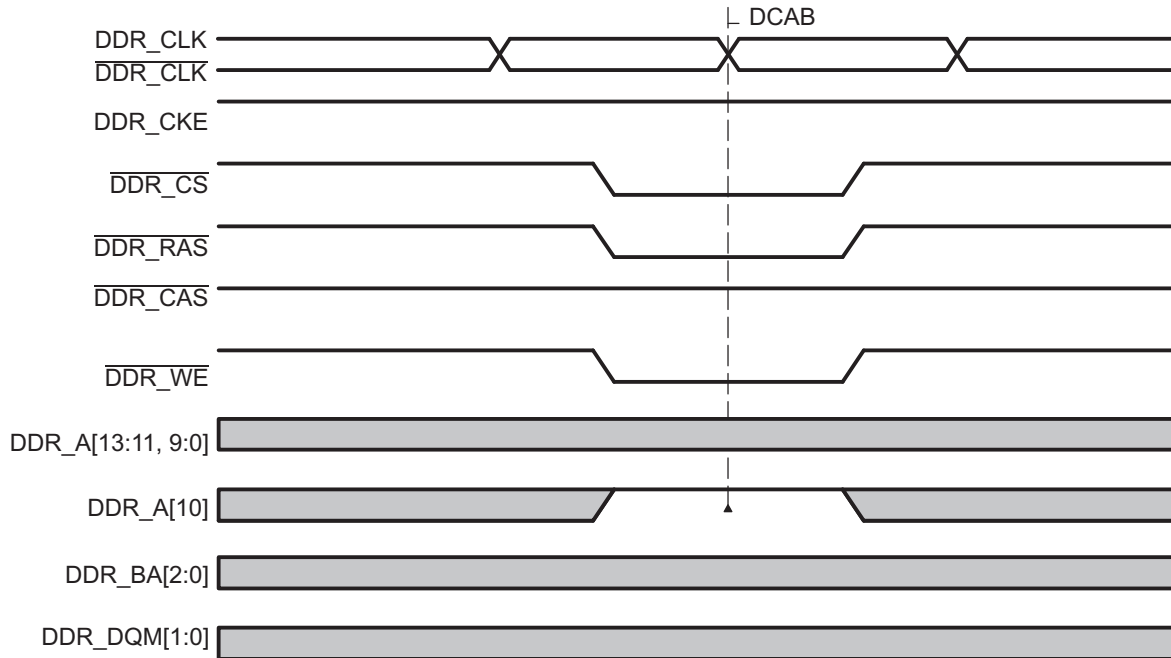 DCAB
DDR_CLK
DDR_CLK
DDR_CKE
DDR_CS
DDR_RAS
DDR_CAS
DDR_WE
DDR_A[13:11, 9:0]
DDR_A[10]
DDR_BA[2:0]
DDR_DQM[1:0]